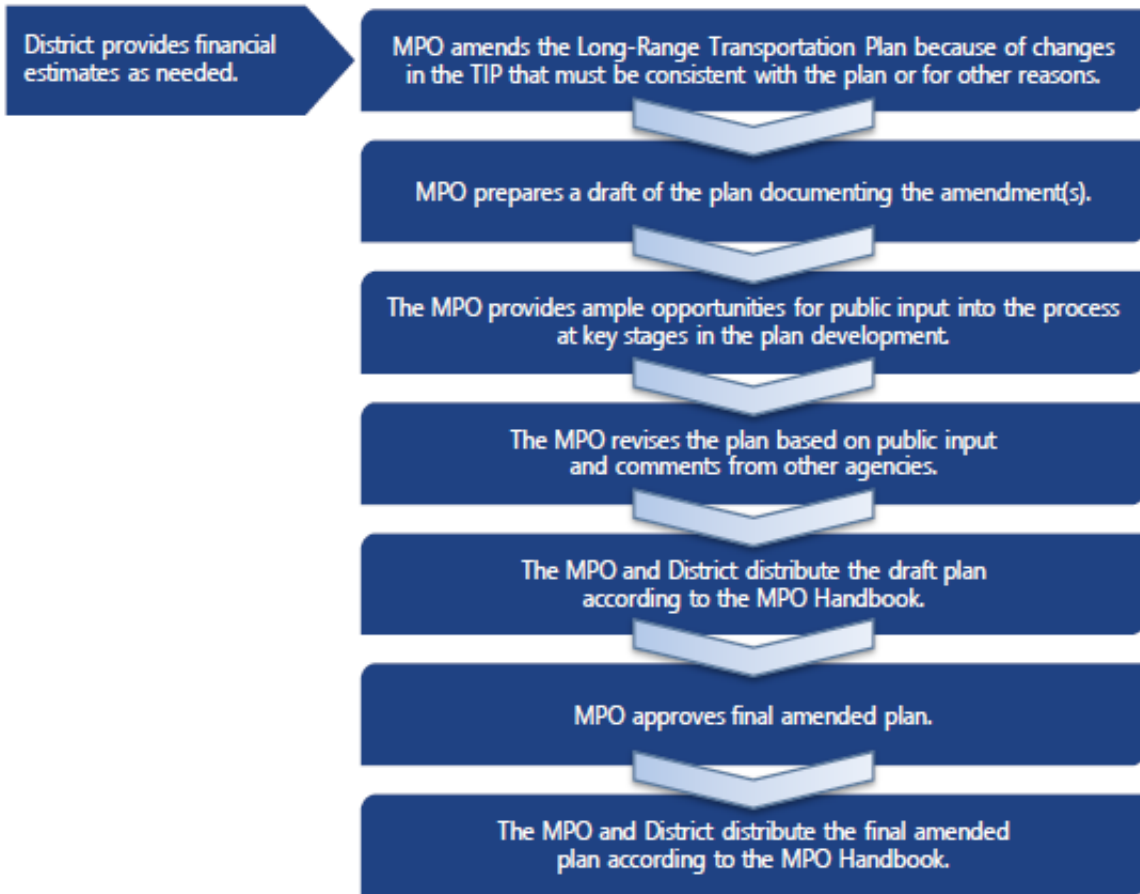 District provides financial
estimates as needed.
MPO amends the Long-Range Transportation Plan because of changes
in the TIP that must be consistent with the plan or for other reasons.
MPO prepares a draft of the plan documenting the amendment(s).
The MPO provides ample opportunities for public input into the process
at key stages in the plan development.
The MPO revises the plan based on public input
and comments from other agencies.
The MPO and District distribute the draft plan
according to the MPO Handbook.
MPO approves final amended plan.
The MPO and District distribute the final amended
plan according to the MPO Handbook.